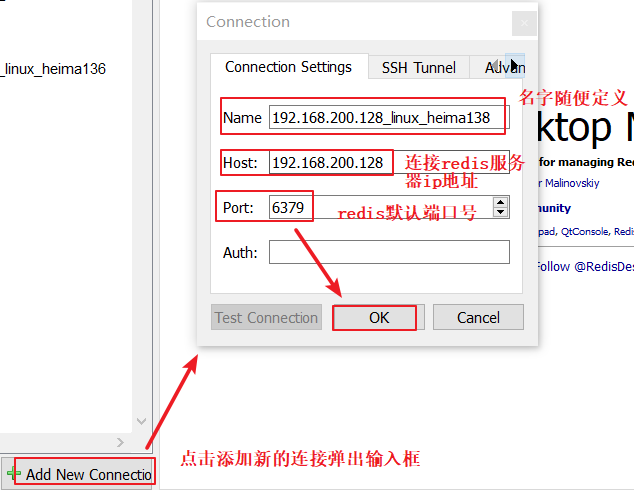 Connection
_linux_heima136
Connection Settings
SSH Tunnel
Advan
Name
192.168.200.128_linux_heima138
名字随便定义
ktop M
Host:
192.168.200.128
连接redis服务
器ip地址
for managing Red
r Malinovskiy
Port:
6379
redis默认端口号
munity
pad, QtConsole, Redis
Auth:
Follow @RedisDes
Test Connection
OK
Cancel
点击添加新的连接弹出输入框
Add New Connectio